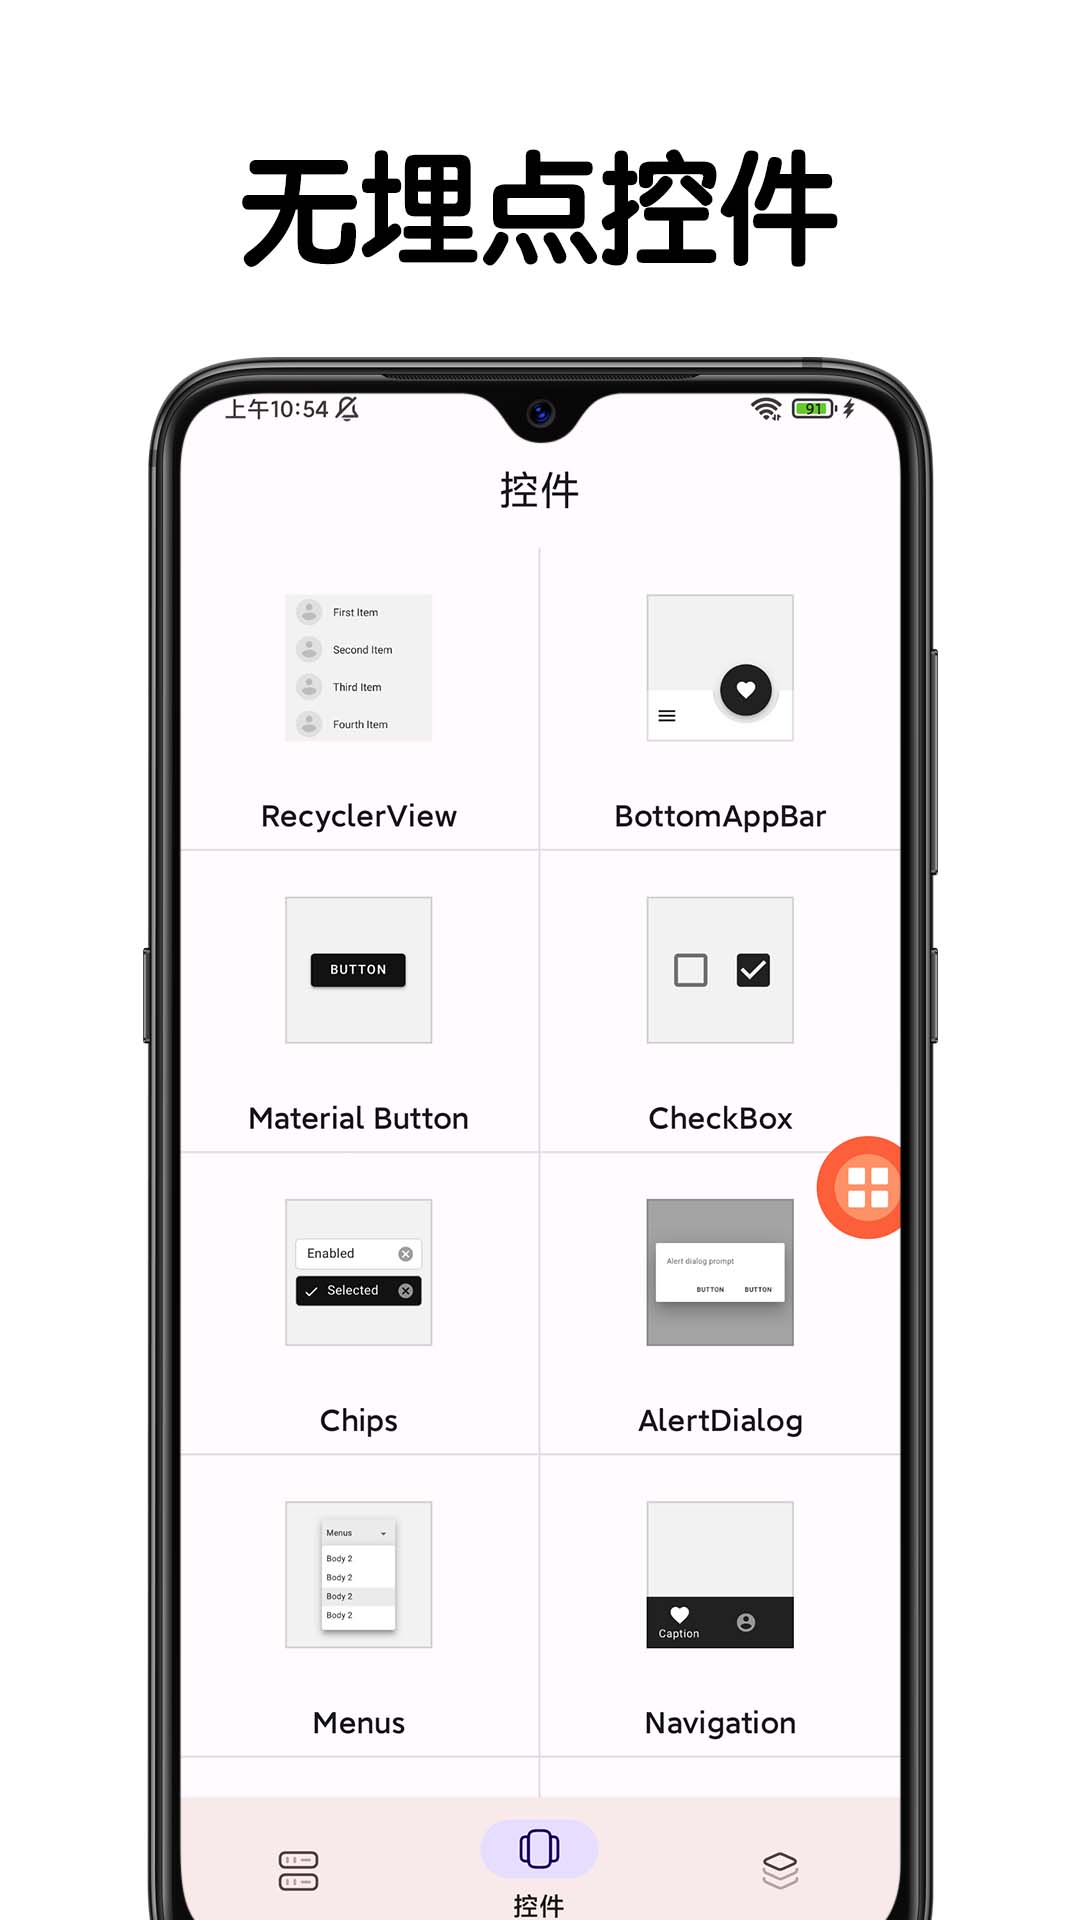 无埋点控件
上午10:54
91
控件
First Item
Second Item
Third Item
Fourth Item
RecyclerView
BottomAppBar
BUTTON
Material Button
CheckBox
Enabled
Selected
Chips
Alert dialog prompt
BUTTON BUTTON
AlertDialog
Menus
Body 2
Body 2
Body 2
Body 2
Menus
Caption
Navigation
控件